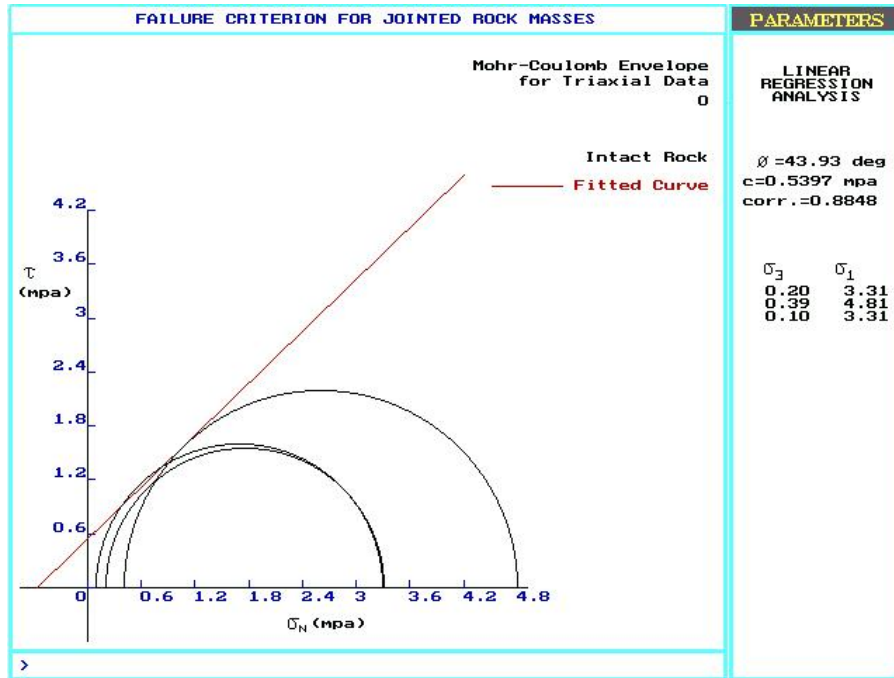 FAILURE CRITERION FOR JOINTED ROCK MASSES
Mohr-Coulomb Envelope
for Triaxial Data
O
Intact Rock
Fitted Curve
4.2
3.6
τ
(mpa)
3
2.4
1.8
1.2
0.6
0 0.6 1.2 1.8 2.4 3 3.6 4.2 4.8
σN (mpa)
>
PARAMETERS
LINEAR
REGRESSION
ANALYSIS
Ø =43.93 deg
c=0.5397 mpa
corr.=0.8848
σ3 σ1
0.20 3.31
0.39 4.81
0.10 3.31